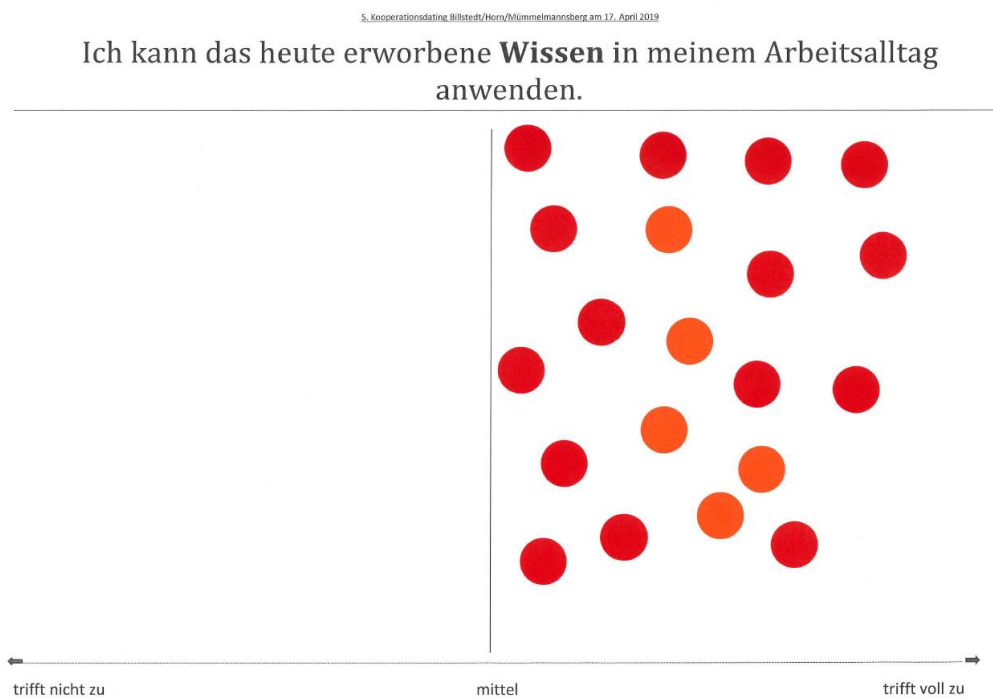 5. Kooperationsdating Billstedt/Horn/Mümmelmannsberg am 17. April 2019
Ich kann das heute erworbene Wissen in meinem Arbeitsalltag
anwenden.
trifft nicht zu
mittel
trifft voll zu